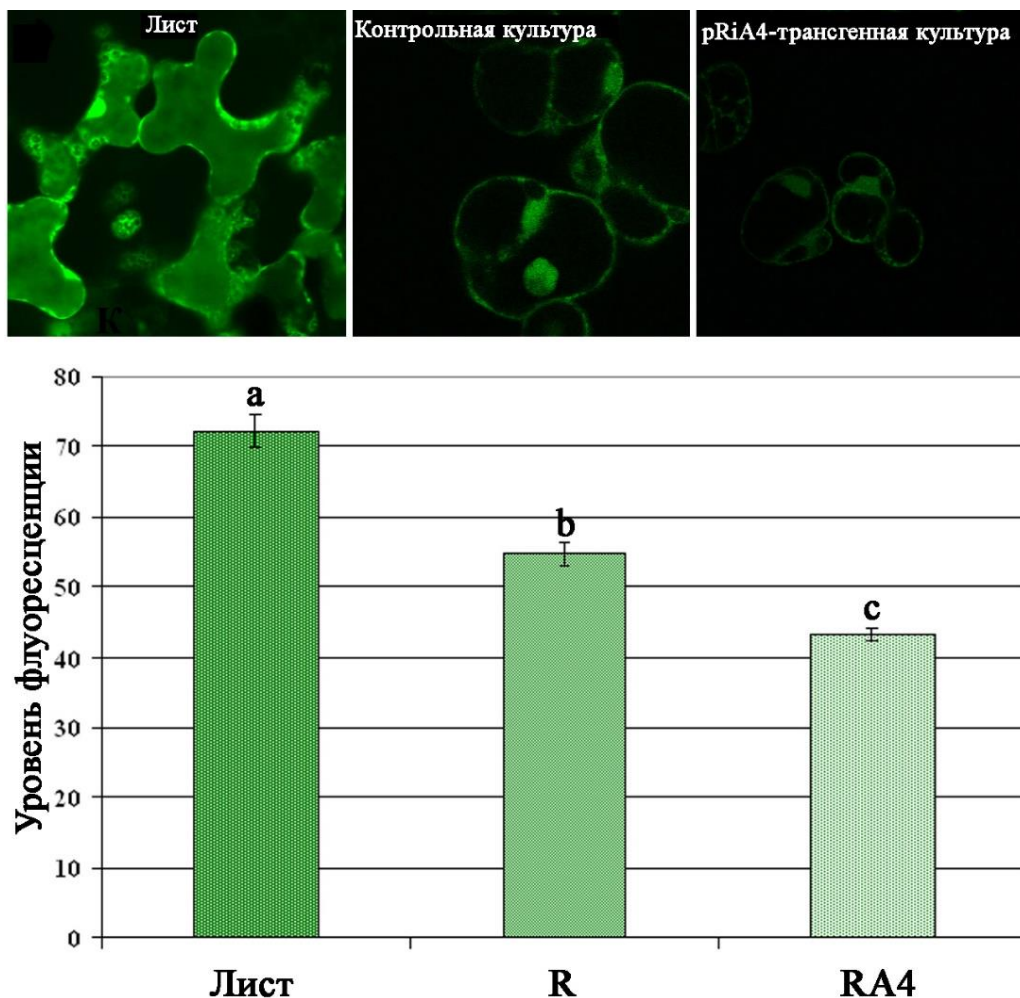 Лист
Контрольная культура
pRiA4-трансгенная культура
К
Уровень флуоресценции
80
70
60
50
40
30
20
10
0
a
b
c
Лист
R
RA4